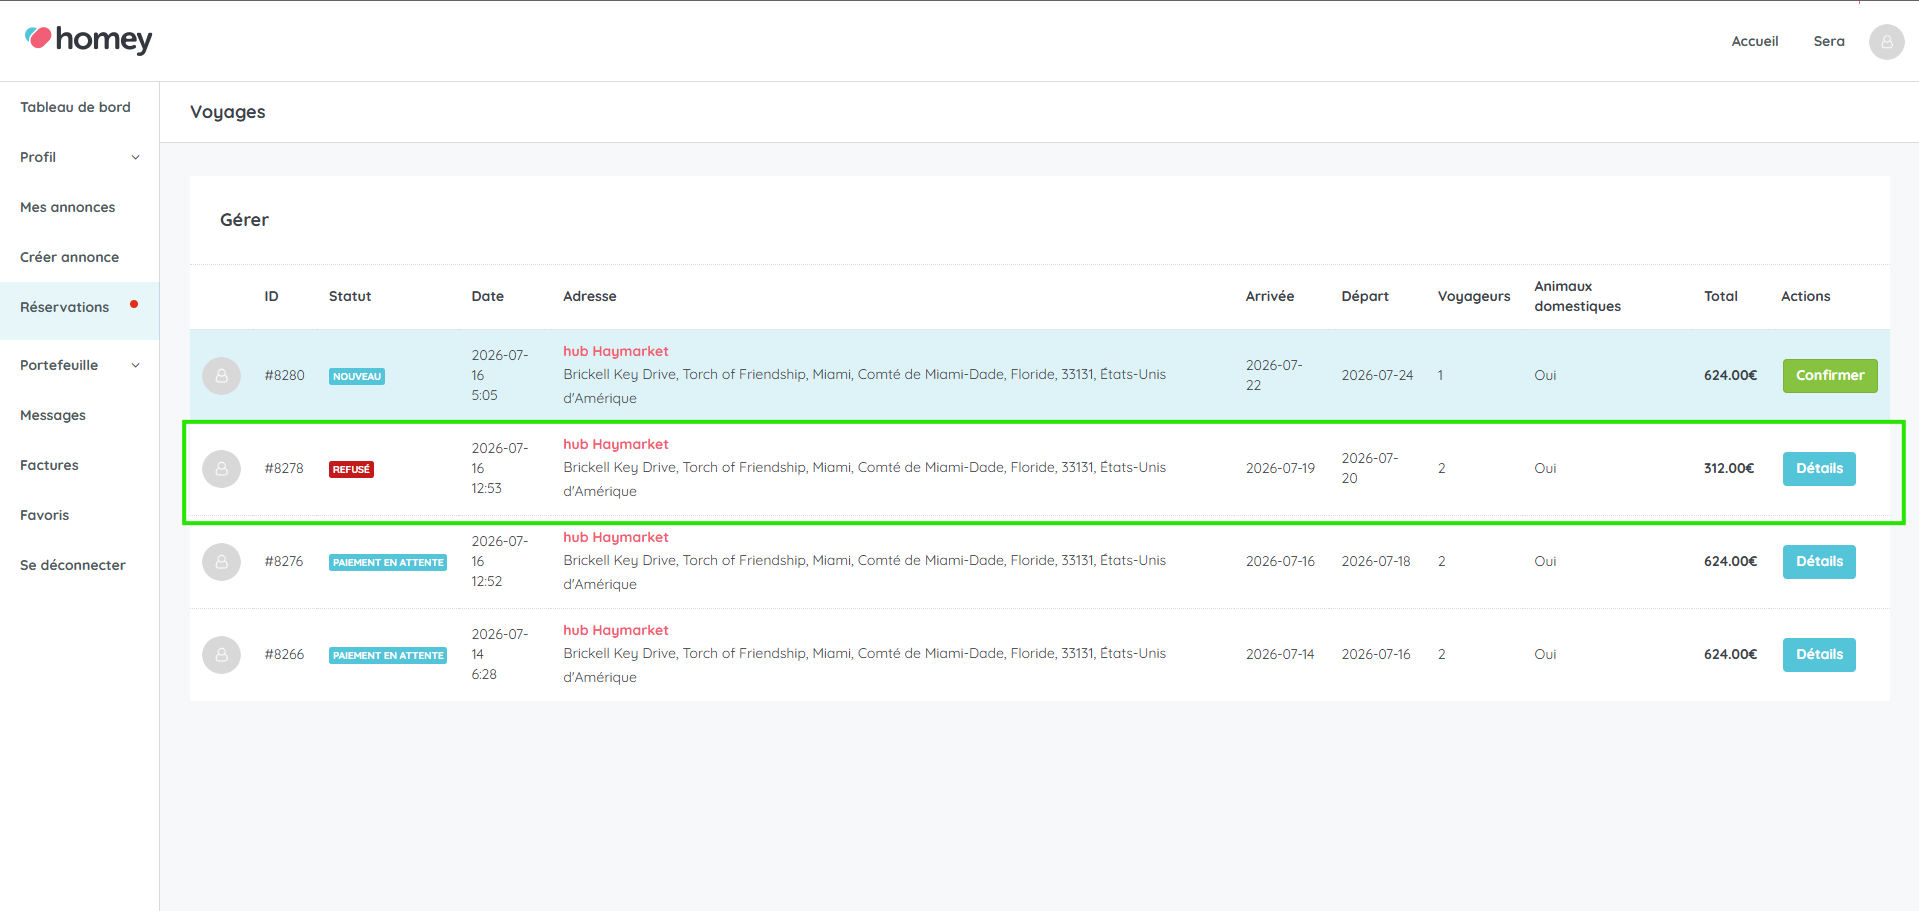 homey
Accueil
Sera
Tableau de bord
Profil
Mes annonces
Créer annonce
Réservations
Portefeuille
Messages
Factures
Favoris
Se déconnecter
Voyages
Gérer
ID
Statut
Date
Adresse
Arrivée
Départ
Voyageurs
Animaux
domestiques
Total
Actions
#8280
NOUVEAU
2026-07-
16
5:05
hub Haymarket
Brickell Key Drive, Torch of Friendship, Miami, Comté de Miami-Dade, Floride, 33131, États-Unis
d'Amérique
2026-07-
22
2026-07-24
1
Oui
624.00€
Confirmer
#8278
REFUSÉ
2026-07-
16
12:53
hub Haymarket
Brickell Key Drive, Torch of Friendship, Miami, Comté de Miami-Dade, Floride, 33131, États-Unis
d'Amérique
2026-07-19
2026-07-
20
2
Oui
312.00€
Détails
#8276
PAIEMENT EN ATTENTE
2026-07-
16
12:52
hub Haymarket
Brickell Key Drive, Torch of Friendship, Miami, Comté de Miami-Dade, Floride, 33131, États-Unis
d'Amérique
2026-07-16
2026-07-18
2
Oui
624.00€
Détails
#8266
PAIEMENT EN ATTENTE
2026-07-
14
6:28
hub Haymarket
Brickell Key Drive, Torch of Friendship, Miami, Comté de Miami-Dade, Floride, 33131, États-Unis
d'Amérique
2026-07-14
2026-07-16
2
Oui
624.00€
Détails